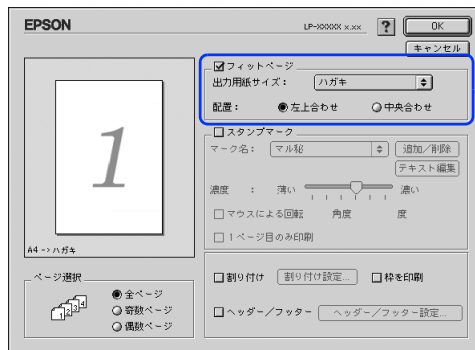 EPSON
LP-XXXXX x.xx
?
OK
キャンセル
フィットページ
出力用紙サイズ： ハガキ
配置： 左上合わせ 中央合わせ
1
A4 -> ハガキ
スタンプマーク
マーク名： マル秘 追加／削除
テキスト編集
濃度 ： 薄い 濃い
マウスによる回転 角度 度
1ページ目のみ印刷
ページ選択
1 2 3 4
全ページ
奇数ページ
偶数ページ
割り付け 割り付け設定... 枠を印刷
ヘッダー／フッター ヘッダー／フッター設定...